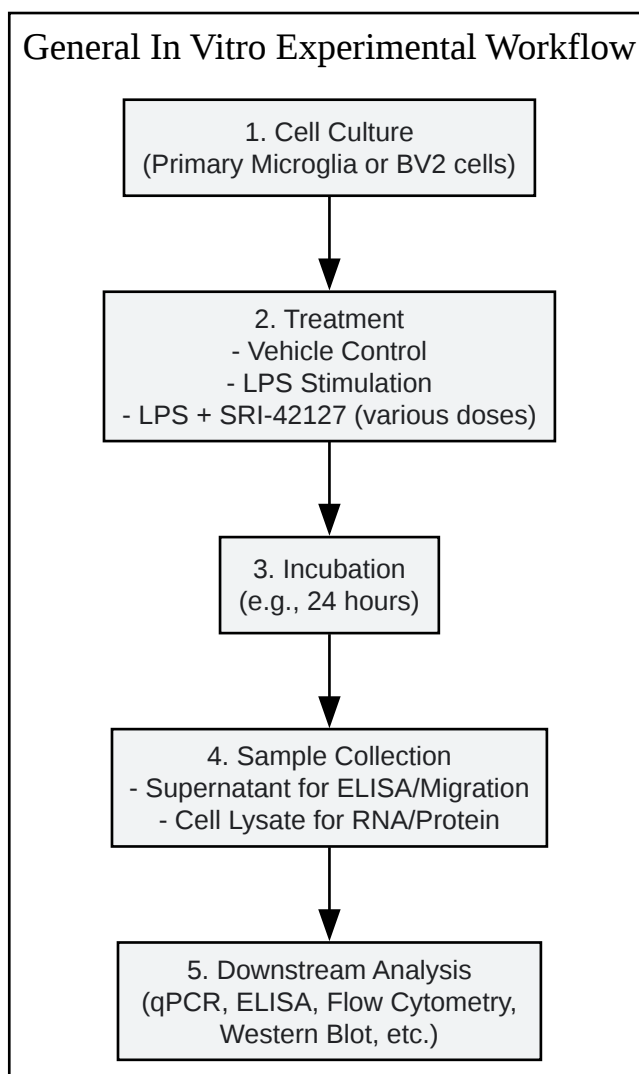 General In Vitro Experimental Workflow
1. Cell Culture
(Primary Microglia or BV2 cells)
2. Treatment
- Vehicle Control
- LPS Stimulation
- LPS + SRI-42127 (various doses)
3. Incubation
(e.g., 24 hours)
4. Sample Collection
- Supernatant for ELISA/Migration
- Cell Lysate for RNA/Protein
5. Downstream Analysis
(qPCR, ELISA, Flow Cytometry,
Western Blot, etc.)